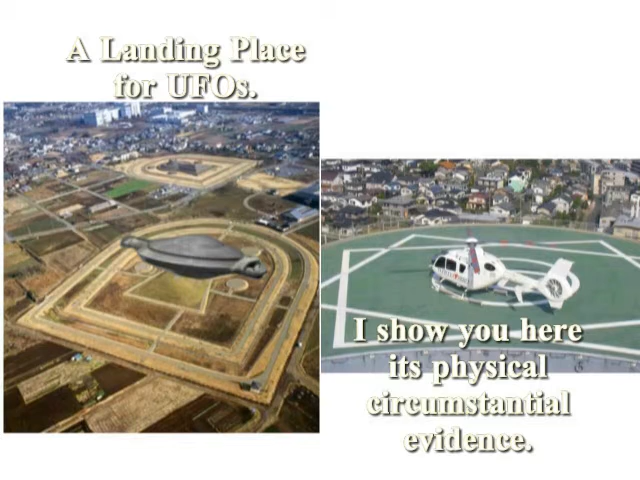 A Landing Place
for UFOs.
I show you here
its physical
circumstantial
evidence.